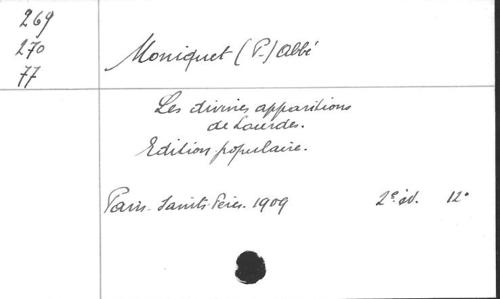 269
270
77
Moniquet (P.) Abbé
Les divines apparitions
de Lourdes.
Edition populaire.
Paris. Saints-Pères. 1909 2e. éd. 12°